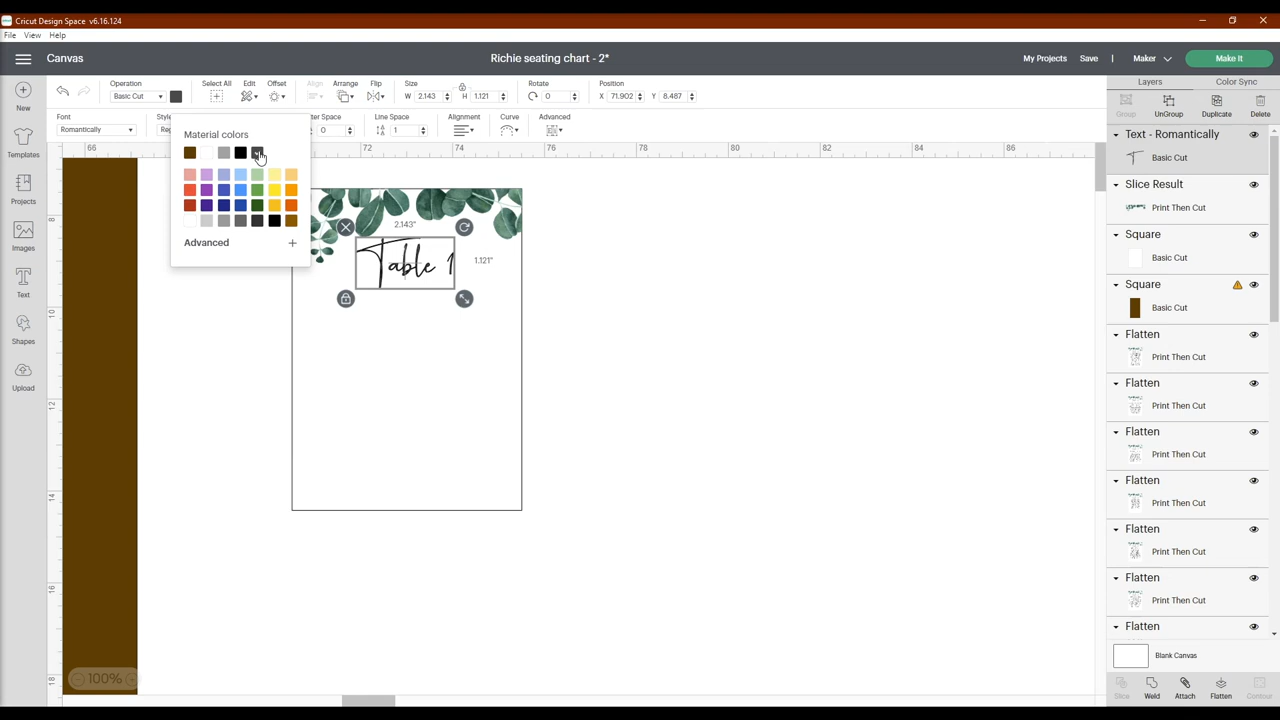 Cricut Design Space v6.16.124
File View Help
Canvas
Richie seating chart - 2*
My Projects Save | Maker Make It
New
Templates
Projects
Images
Text
Shapes
Upload
Operation Select All Edit Offset Align Arrange Flip Size Rotate Position
Basic Cut W 2.143 H 1.121 0 X 71.902 Y 8.487
Font Line Space Alignment Curve Advanced
Romantically 0 1
Material colors
Advanced +
66 72 74 76 78 80 82 84 86
8
10
12
14
16
18
2.143"
1.121"
Table 1
100%
Layers Color Sync
Group UnGroup Duplicate Delete
Text - Romantically
Basic Cut
Slice Result
Print Then Cut
Square
Basic Cut
Square
Basic Cut
Flatten
Print Then Cut
Flatten
Print Then Cut
Flatten
Print Then Cut
Flatten
Print Then Cut
Flatten
Print Then Cut
Flatten
Print Then Cut
Flatten
Blank Canvas
Slice Weld Attach Flatten Contour